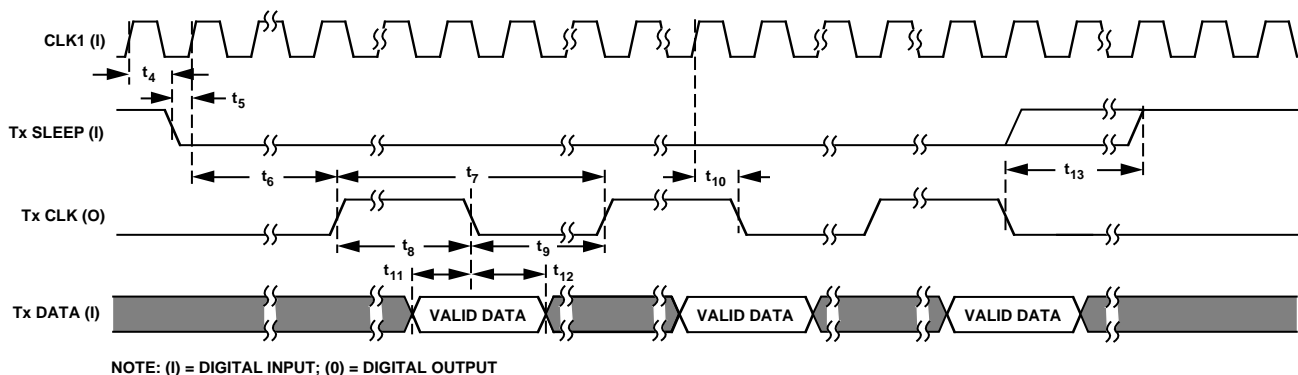 CLK1 (I)
t4
t5
Tx SLEEP (I)
t6
t7
t10
t13
Tx CLK (O)
t8
t9
t11
t12
Tx DATA (I)
VALID DATA
VALID DATA
VALID DATA
NOTE: (I) = DIGITAL INPUT; (0) = DIGITAL OUTPUT